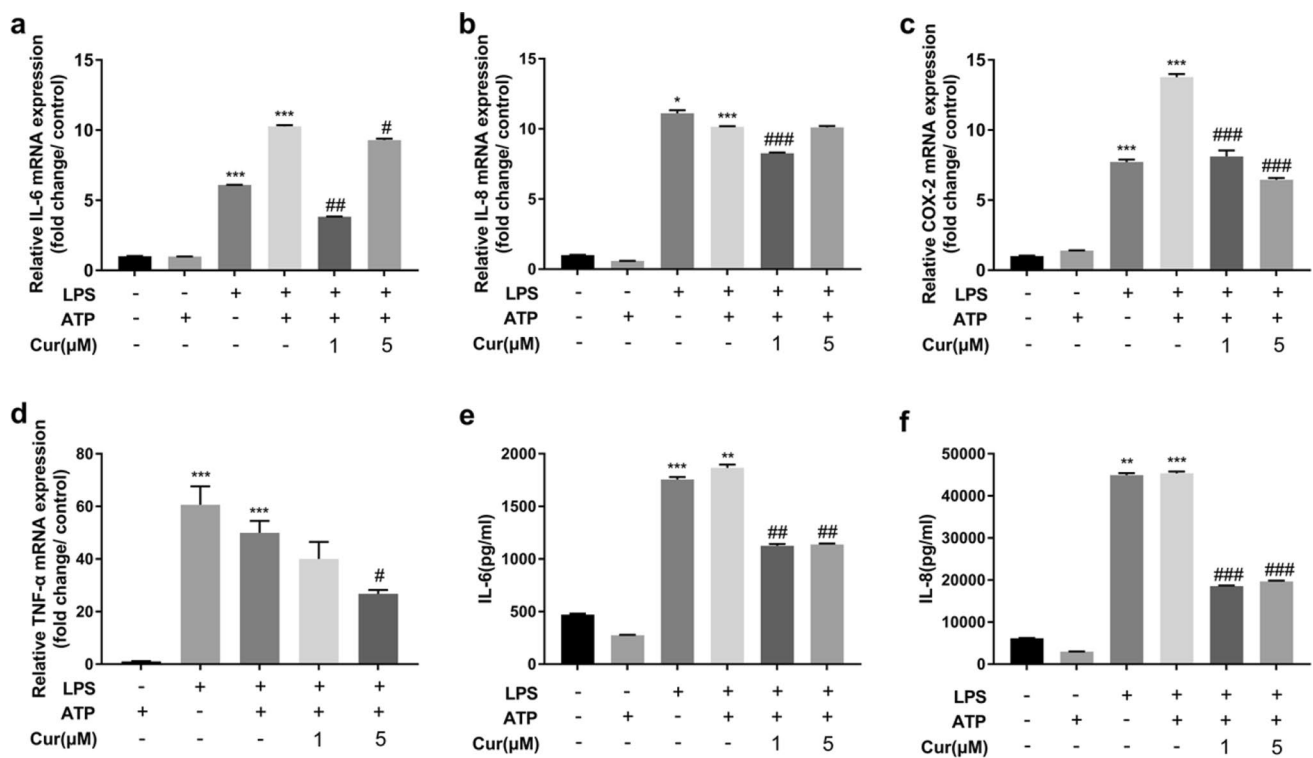 a
Relative IL-6 mRNA expression
(fold change/ control)
15
10
5
0
***
***
##
#
LPS - - + + + +
ATP - + - + + +
Cur(μM) - - - - 1 5
b
Relative IL-8 mRNA expression
(fold change/ control)
15
10
5
0
*
***
###
LPS - - + + + +
ATP - + - + + +
Cur(μM) - - - - 1 5
c
Relative COX-2 mRNA expression
(fold change/ control)
15
10
5
0
***
***
###
###
LPS - - + + + +
ATP - + - + + +
Cur(μM) - - - - 1 5
d
Relative TNF-α mRNA expression
(fold change/ control)
80
60
40
20
0
***
***
#
LPS - + + + +
ATP + - + + +
Cur(μM) - - - 1 5
e
IL-6(pg/ml)
2000
1500
1000
500
0
***
**
##
##
LPS - - + + + +
ATP - + - + + +
Cur(μM) - - - - 1 5
f
IL-8(pg/ml)
50000
40000
30000
20000
10000
0
**
***
###
###
LPS - - + + + +
ATP - + - + + +
Cur(μM) - - - - 1 5